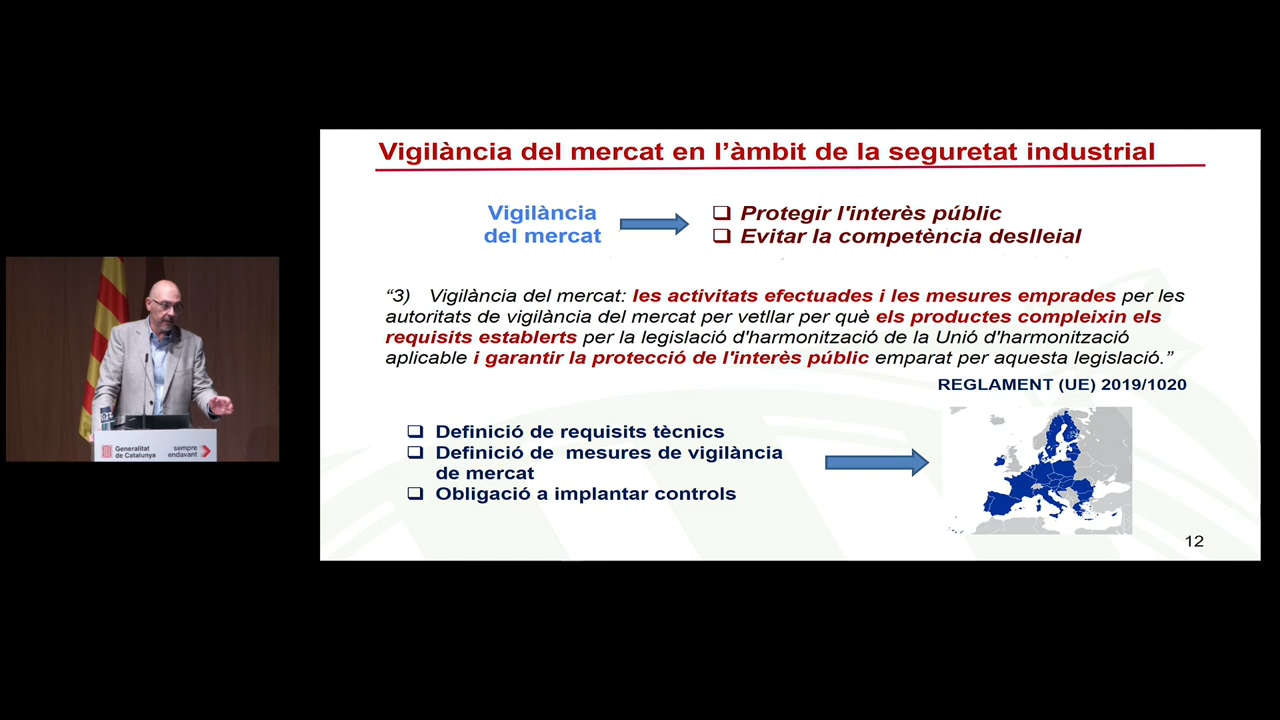 Vigilància del mercat en l'àmbit de la seguretat industrial
Vigilància
del mercat
❑ Protegir l'interès públic
❑ Evitar la competència deslleial
“3) Vigilància del mercat: les activitats efectuades i les mesures emprades per les
autoritats de vigilància del mercat per vetllar per què els productes compleixin els
requisits establerts per la legislació d'harmonització de la Unió d'harmonització
aplicable i garantir la protecció de l'interès públic emparat per aquesta legislació.”
REGLAMENT (UE) 2019/1020
❑ Definició de requisits tècnics
❑ Definició de mesures de vigilància
de mercat
❑ Obligació a implantar controls
12
Generalitat
de Catalunya
sempre
endavant